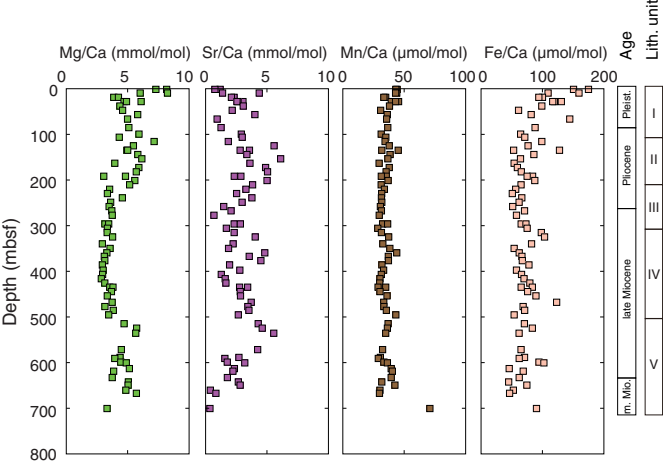 Mg/Ca (mmol/mol) Sr/Ca (mmol/mol) Mn/Ca (µmol/mol) Fe/Ca (µmol/mol) Age Lith. unit
0 5 10 0 5 10 0 50 100 0 100 200
0
100
200
300
400
500
600
700
800
Depth (mbsf)
Pleist.
Pliocene
late Miocene
m. Mio.
I
II
III
IV
V